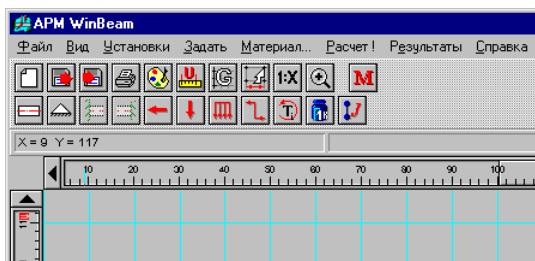 APM WinBeam
Файл Вид Установки Задать Материал... Расчет! Результаты Справка
U G 1:X M
T 1к J
X = 9 Y = 117
10 20 30 40 50 60 70 80 90 100